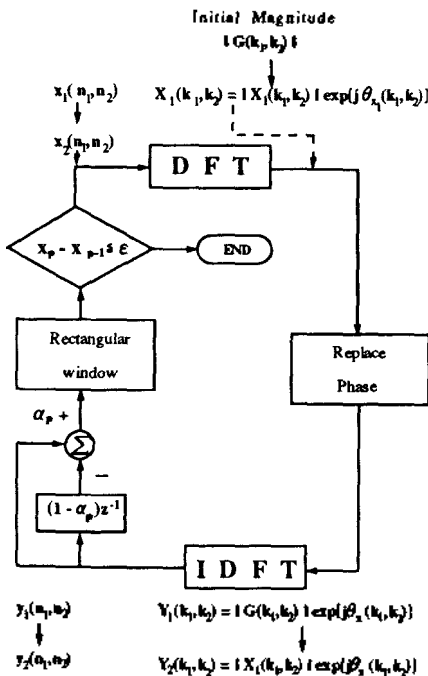 Initial Magnitude
|G(k₁,k₂)|
x₁(n₁,n₂)
X₁(k₁,k₂) = |X₁(k₁,k₂)| exp{jθₓ₁(k₁,k₂)}
x₂(n₁,n₂)
D F T
Xₚ - Xₚ₋₁ ≤ ε
END
Rectangular
window
Replace
Phase
αₚ +
Σ
−
(1 - αₚ)z⁻¹
I D F T
y₁(n₁,n₂)
Y₁(k₁,k₂) = |G(k₁,k₂)| exp{jθₓ(k₁,k₂)}
y₂(n₁,n₂)
Y₂(k₁,k₂) = |X₁(k₁,k₂)| exp{jθₓ(k₁,k₂)}